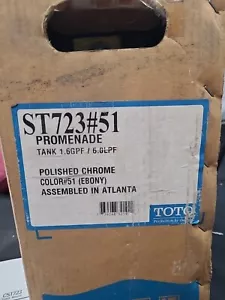 ST723#51
PROMENADE
TANK 1.6GPF / 6.0LPF
POLISHED CHROME
COLOR#51 (EBONY)
ASSEMBLED IN ATLANTA
TOTO